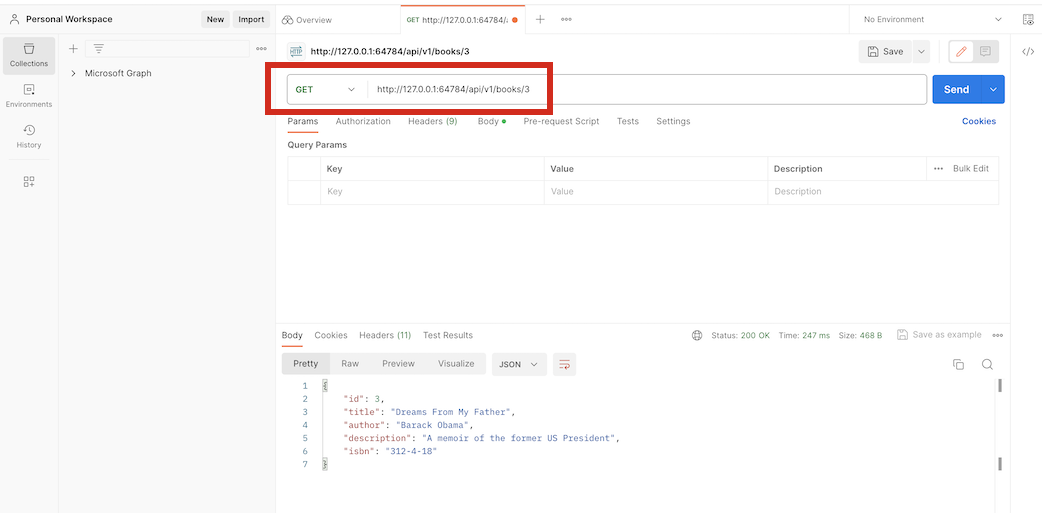 Personal Workspace
New
Import
Overview
GET http://127.0.0.1:64784/
No Environment
Collections
Environments
History
Microsoft Graph
HTTP
http://127.0.0.1:64784/api/v1/books/3
Save
GET
http://127.0.0.1:64784/api/v1/books/3
Send
Params
Authorization
Headers (9)
Body
Pre-request Script
Tests
Settings
Cookies
Query Params
Key
Value
Description
Bulk Edit
Key
Value
Description
Body
Cookies
Headers (11)
Test Results
Status: 200 OK
Time: 247 ms
Size: 468 B
Save as example
Pretty
Raw
Preview
Visualize
JSON
1 {
2 "id": 3,
3 "title": "Dreams From My Father",
4 "author": "Barack Obama",
5 "description": "A memoir of the former US President",
6 "isbn": "312-4-18"
7 }